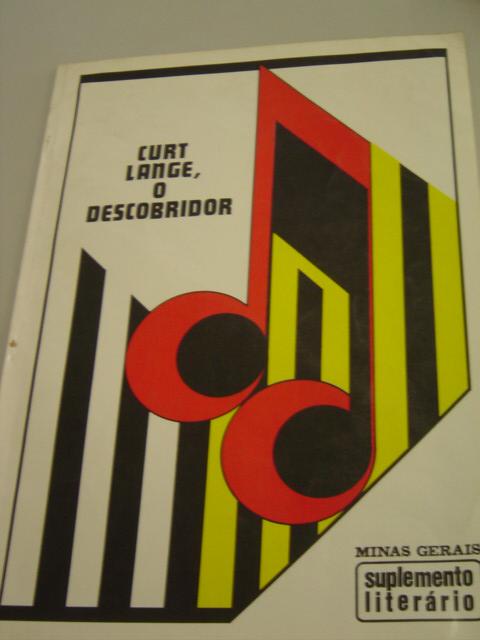 CURT
LANGE,
O
DESCOBRIDOR
MINAS GERAIS
suplemento
literário